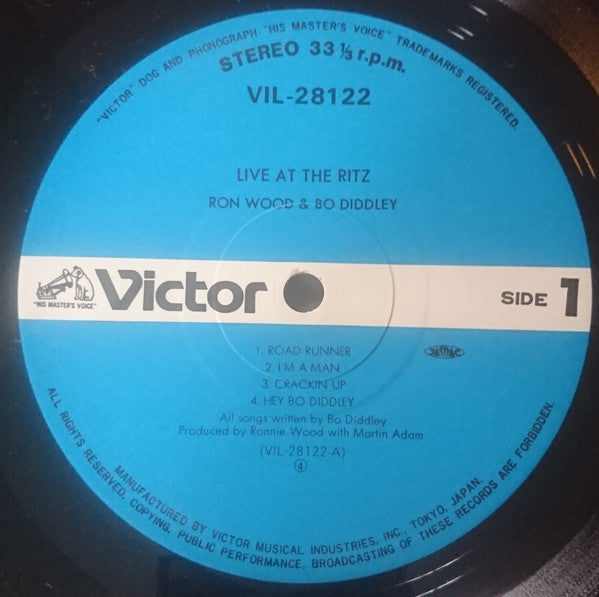 "VICTOR" DOG AND PHONOGRAPH "HIS MASTER'S VOICE" TRADEMARKS REGISTERED.
STEREO 33 1/3 r.p.m.
VIL-28122
LIVE AT THE RITZ
RON WOOD & BO DIDDLEY
"HIS MASTER'S VOICE"
Victor
SIDE 1
1. ROAD RUNNER
2. I'M A MAN
3. CRACKIN UP
4. HEY BO DIDDLEY
JASRAC
All songs written by Bo Diddley
Produced by Ronnie Wood with Martin Adam
(VIL-28122-A)
④
MANUFACTURED BY VICTOR MUSICAL INDUSTRIES, INC., TOKYO, JAPAN.
ALL RIGHTS RESERVED, COPYING, PUBLIC PERFORMANCE, BROADCASTING OF THESE RECORDS ARE FORBIDDEN.